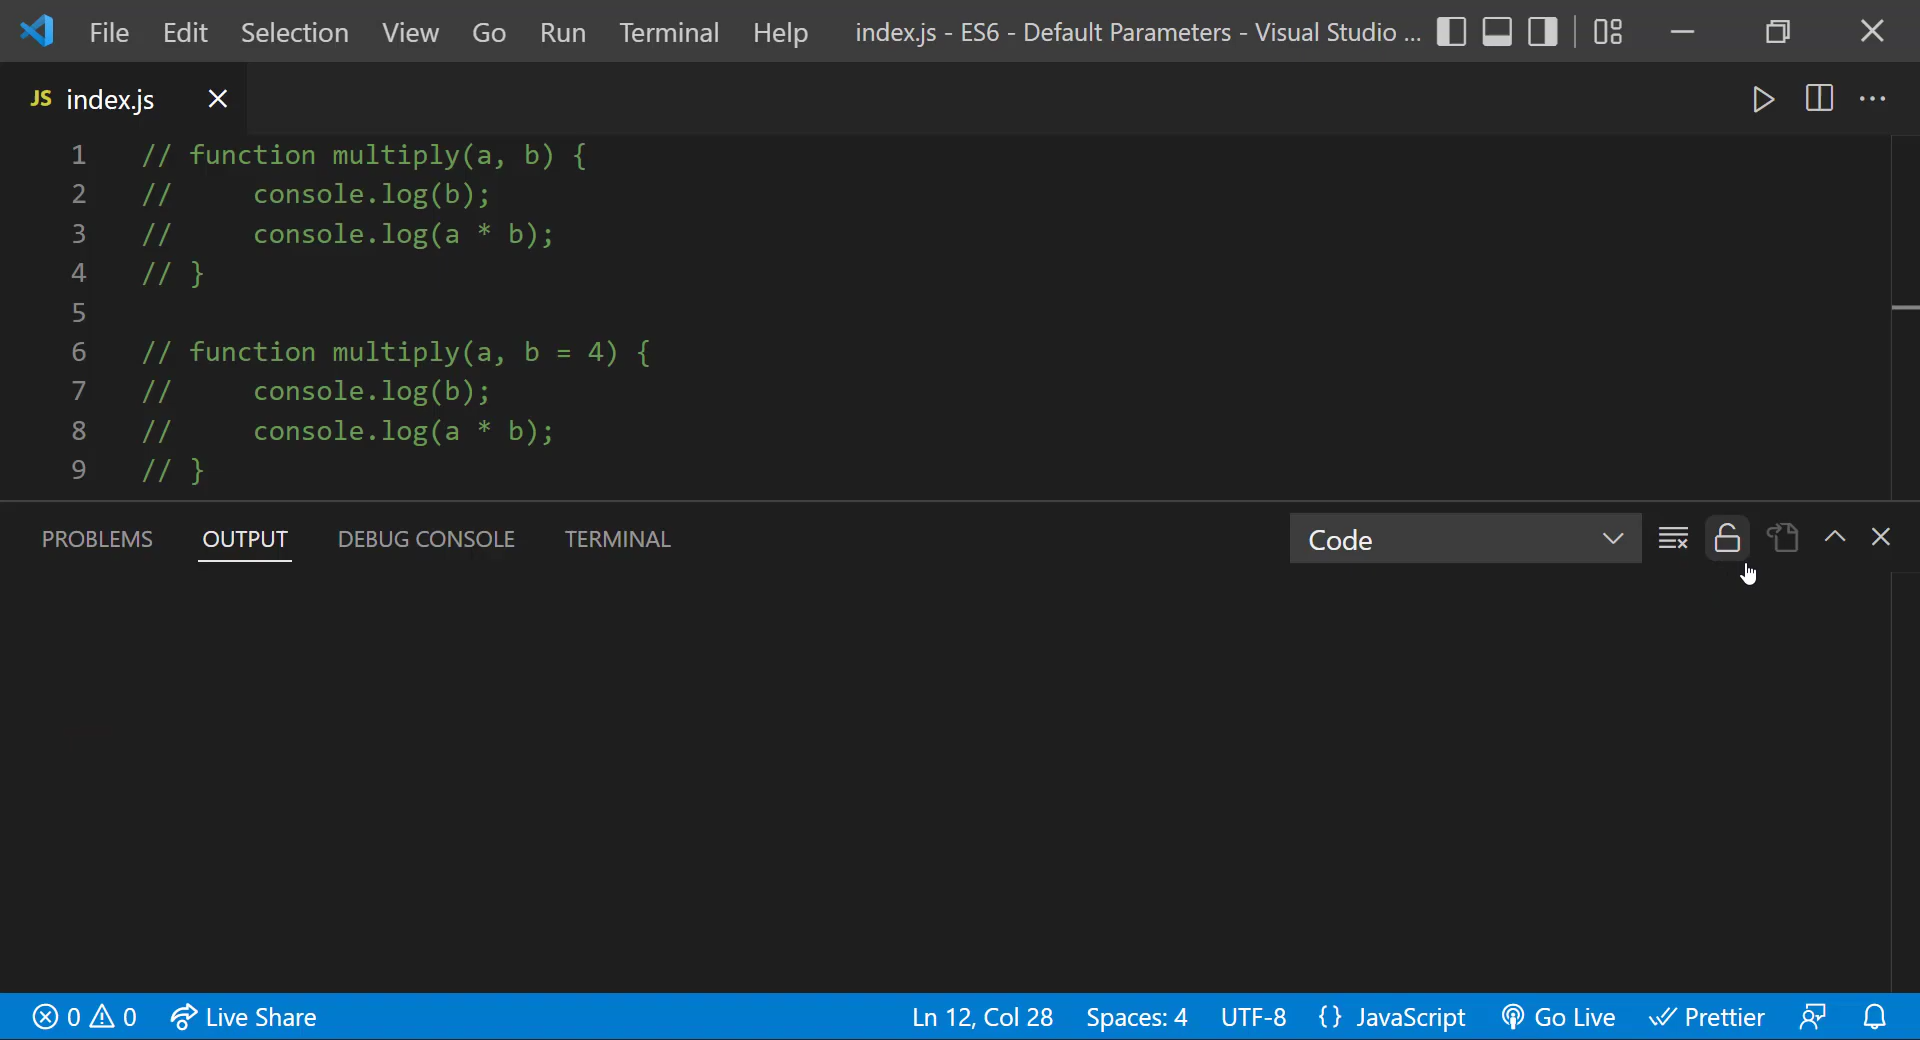 File Edit Selection View Go Run Terminal Help index.js - ES6 - Default Parameters - Visual Studio ...
JS index.js
1 // function multiply(a, b) {
2 //     console.log(b);
3 //     console.log(a * b);
4 // }
5
6 // function multiply(a, b = 4) {
7 //     console.log(b);
8 //     console.log(a * b);
9 // }
PROBLEMS OUTPUT DEBUG CONSOLE TERMINAL Code
0 0 Live Share Ln 12, Col 28 Spaces: 4 UTF-8 {} JavaScript Go Live Prettier